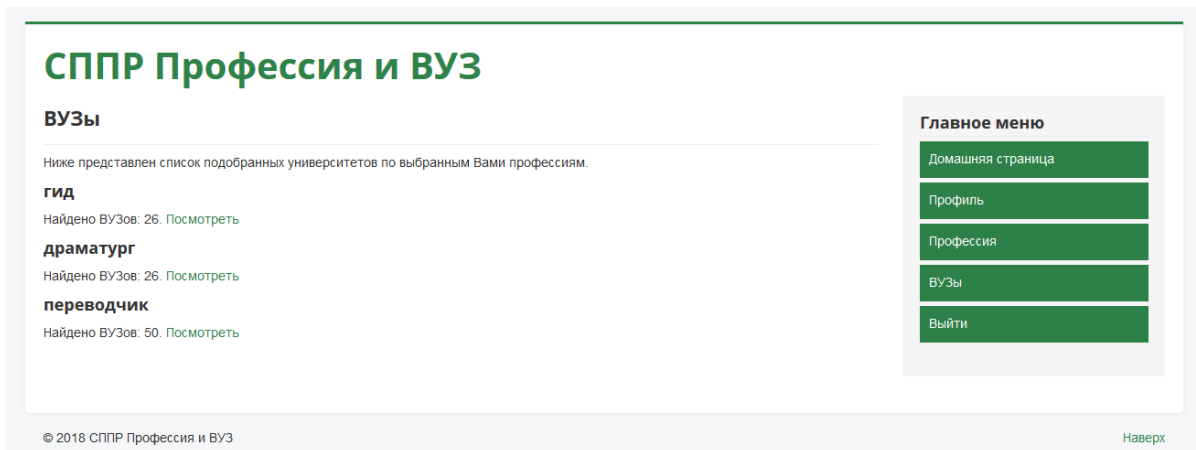 СППР Профессия и ВУЗ
ВУЗы
Ниже представлен список подобранных университетов по выбранным Вами профессиям.
гид
Найдено ВУЗов: 26. Посмотреть
драматург
Найдено ВУЗов: 26. Посмотреть
переводчик
Найдено ВУЗов: 50. Посмотреть
Главное меню
Домашняя страница
Профиль
Профессия
ВУЗы
Выйти
© 2018 СППР Профессия и ВУЗ
Наверх